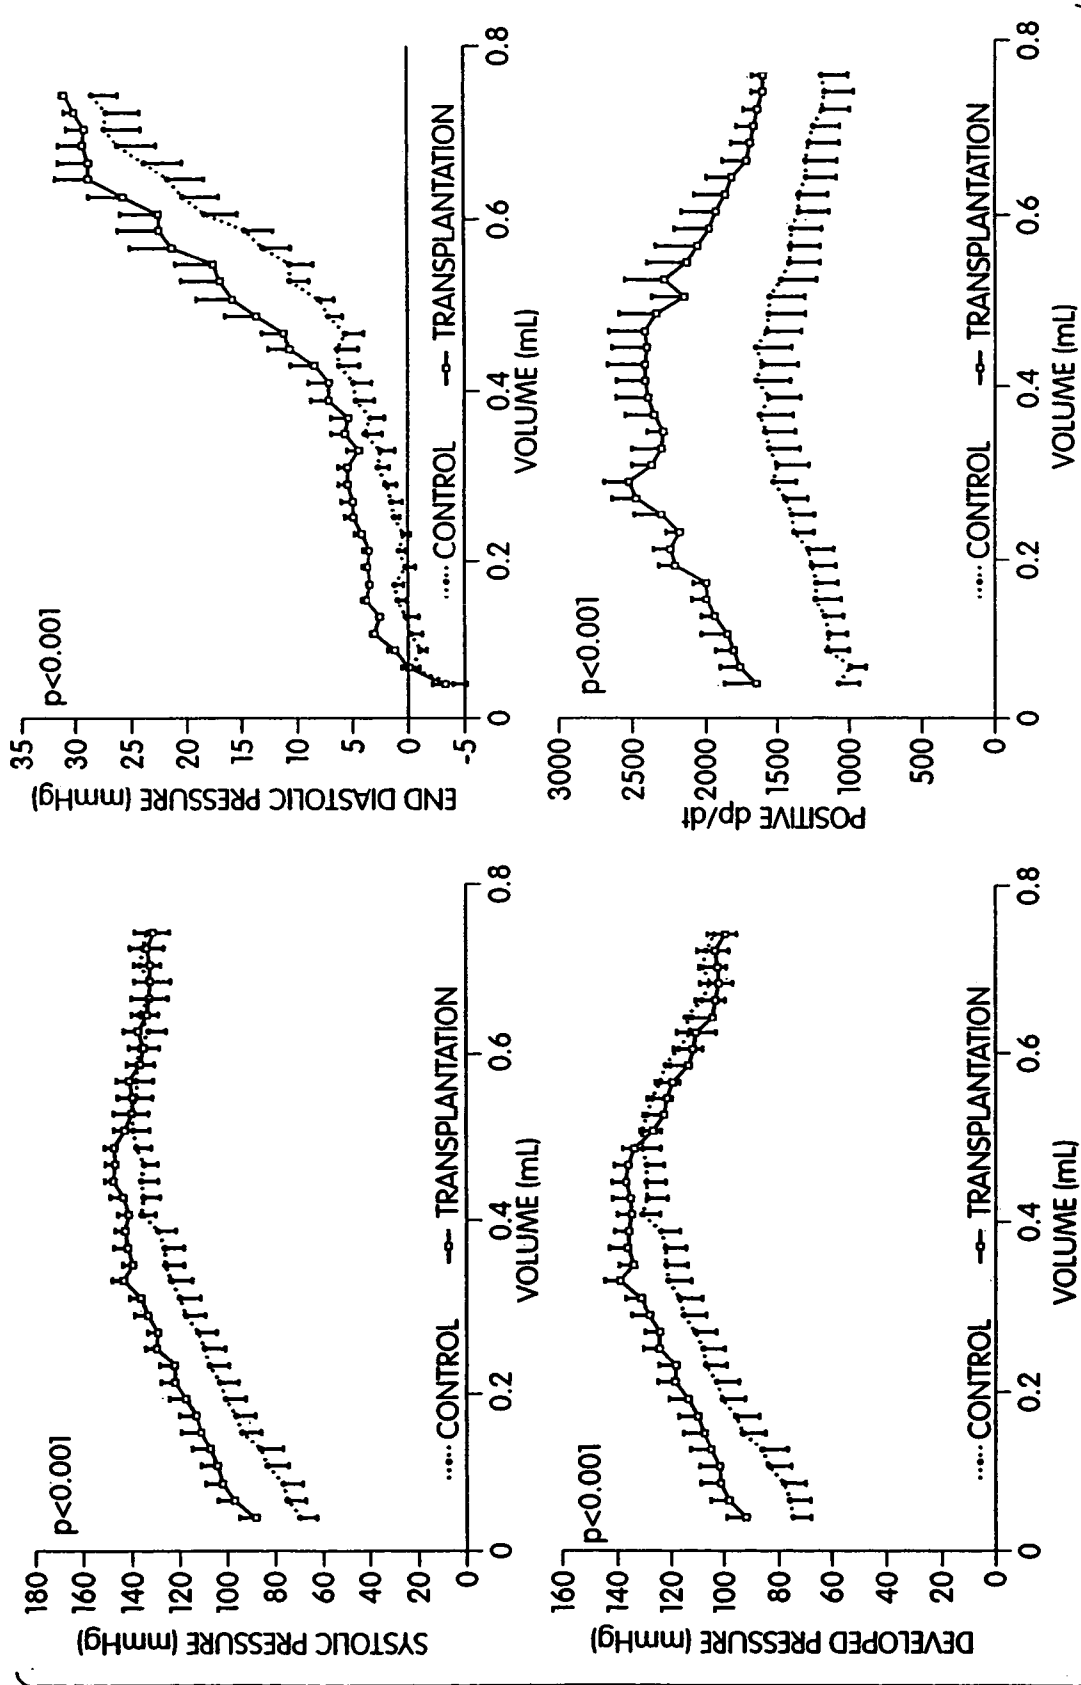 SYSTOLIC PRESSURE (mmHg)
180
160
140
120
100
80
60
40
20
0
p<0.001
CONTROL TRANSPLANTATION
0 0.2 0.4 0.6 0.8
VOLUME (mL)
END DIASTOLIC PRESSURE (mmHg)
35
30
25
20
15
10
5
0
-5
p<0.001
CONTROL TRANSPLANTATION
0 0.2 0.4 0.6 0.8
VOLUME (mL)
DEVELOPED PRESSURE (mmHg)
160
140
120
100
80
60
40
20
0
p<0.001
CONTROL TRANSPLANTATION
0 0.2 0.4 0.6 0.8
VOLUME (mL)
POSITIVE dp/dt
3000
2500
2000
1500
1000
500
0
p<0.001
CONTROL TRANSPLANTATION
0 0.2 0.4 0.6 0.8
VOLUME (mL)